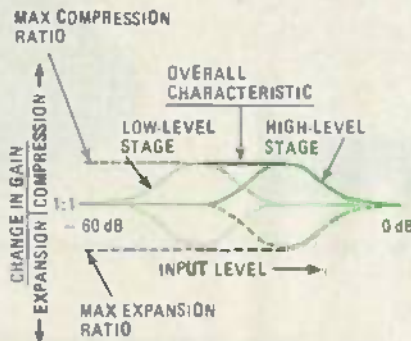 MAX COMPRESSION
RATIO
OVERALL
CHARACTERISTIC
LOW-LEVEL
STAGE
HIGH-LEVEL
STAGE
CHANGE IN GAIN
EXPANSION COMPRESSION
1:1
– 60 dB
0 dB
INPUT LEVEL
MAX EXPANSION
RATIO